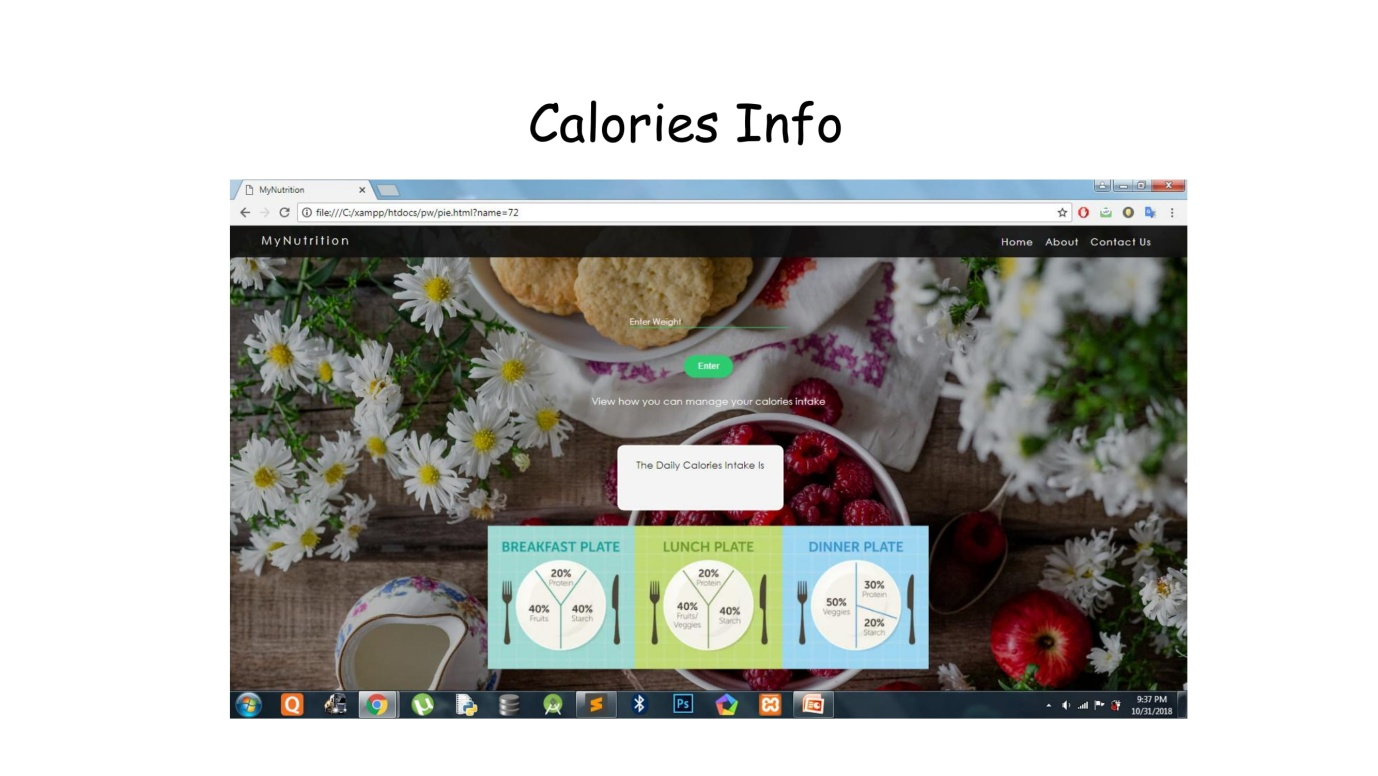 Calories Info
MyNutrition
file:///C:/xampp/htdocs/pw/pie.html?name=72
MyNutrition
Home About Contact Us
Enter Weight
Enter
View how you can manage your calories intake
The Daily Calories Intake Is
BREAKFAST PLATE
20%
Protein
40%
Fruits
40%
Starch
LUNCH PLATE
20%
Protein
40%
Fruits/
Veggies
40%
Starch
DINNER PLATE
50%
Veggies
30%
Protein
20%
Starch
Ps
9:37 PM
10/31/2018